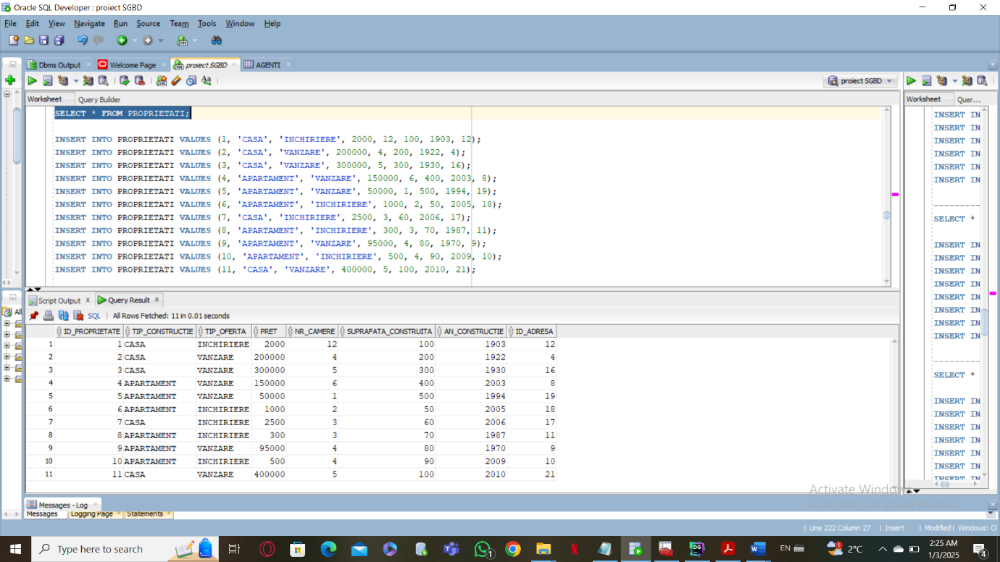 Oracle SQL Developer : proiect SGBD
File Edit View Navigate Run Source Team Tools Window Help
Dbms Output Welcome Page proiect SGBD AGENTI
proiect SGBD
Worksheet Query Builder
Worksheet Quer...
SELECT * FROM PROPRIETATI;
INSERT INTO PROPRIETATI VALUES (1, 'CASA', 'INCHIRIERE', 2000, 12, 100, 1903, 12);
INSERT INTO PROPRIETATI VALUES (2, 'CASA', 'VANZARE', 200000, 4, 200, 1922, 4);
INSERT INTO PROPRIETATI VALUES (3, 'CASA', 'VANZARE', 300000, 5, 300, 1930, 16);
INSERT INTO PROPRIETATI VALUES (4, 'APARTAMENT', 'VANZARE', 150000, 6, 400, 2003, 8);
INSERT INTO PROPRIETATI VALUES (5, 'APARTAMENT', 'VANZARE', 50000, 1, 500, 1994, 19);
INSERT INTO PROPRIETATI VALUES (6, 'APARTAMENT', 'INCHIRIERE', 1000, 2, 50, 2005, 18);
INSERT INTO PROPRIETATI VALUES (7, 'CASA', 'INCHIRIERE', 2500, 3, 60, 2006, 17);
INSERT INTO PROPRIETATI VALUES (8, 'APARTAMENT', 'INCHIRIERE', 300, 3, 70, 1987, 11);
INSERT INTO PROPRIETATI VALUES (9, 'APARTAMENT', 'VANZARE', 95000, 4, 80, 1970, 9);
INSERT INTO PROPRIETATI VALUES (10, 'APARTAMENT', 'INCHIRIERE', 500, 4, 90, 2009, 10);
INSERT INTO PROPRIETATI VALUES (11, 'CASA', 'VANZARE', 400000, 5, 100, 2010, 21);
Script Output Query Result
SQL All Rows Fetched: 11 in 0.01 seconds
ID_PROPRIETATE TIP_CONSTRUCTIE TIP_OFERTA PRET NR_CAMERE SUPRAFATA_CONSTRUITA AN_CONSTRUCTIE ID_ADRESA
1 1 CASA INCHIRIERE 2000 12 100 1903 12
2 2 CASA VANZARE 200000 4 200 1922 4
3 3 CASA VANZARE 300000 5 300 1930 16
4 4 APARTAMENT VANZARE 150000 6 400 2003 8
5 5 APARTAMENT VANZARE 50000 1 500 1994 19
6 6 APARTAMENT INCHIRIERE 1000 2 50 2005 18
7 7 CASA INCHIRIERE 2500 3 60 2006 17
8 8 APARTAMENT INCHIRIERE 300 3 70 1987 11
9 9 APARTAMENT VANZARE 95000 4 80 1970 9
10 10 APARTAMENT INCHIRIERE 500 4 90 2009 10
11 11 CASA VANZARE 400000 5 100 2010 21
INSERT IN
INSERT IN
INSERT IN
INSERT IN
INSERT IN
INSERT IN
---------
SELECT *
INSERT IN
INSERT IN
INSERT IN
INSERT IN
INSERT IN
INSERT IN
INSERT IN
INSERT IN
---------
SELECT *
INSERT IN
INSERT IN
INSERT IN
INSERT IN
INSERT IN
INSERT IN
INSERT IN
All
Activate Windows
Go to Settings to activate Windows.
Messages - Log
Messages Logging Page Statements
Line 222 Column 27 Insert Modified Windows: CF
Type here to search
1
EN
2°C
2:25 AM
1/3/2025
4